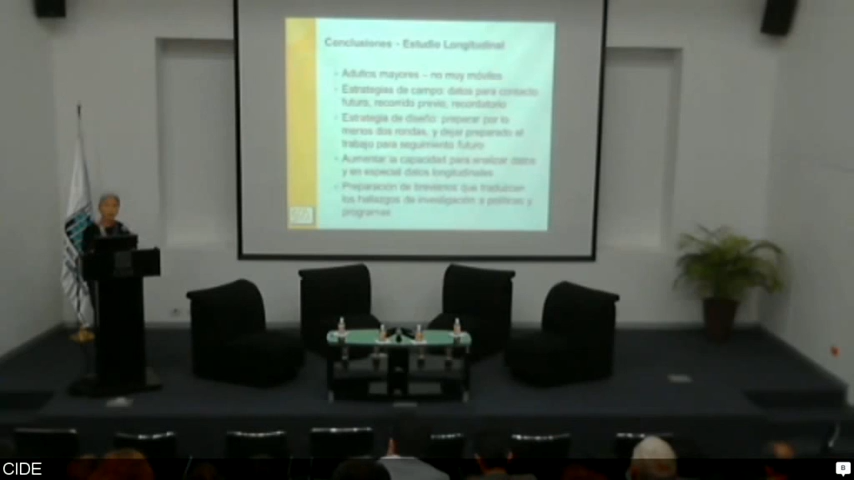 Conclusiones - Estudio Longitudinal
Adultos mayores – no muy móviles
Estrategias de campo: datos para contacto
futuro, recorrido previo, recordatorio
Estrategia de diseño: preparar por lo
menos dos rondas, y dejar preparado el
trabajo para seguimiento futuro
Aumentar la capacidad para analizar datos
y en especial datos longitudinales
Preparación de breviarios que traduzcan
los hallazgos de investigación a políticas y
programas
CIDE